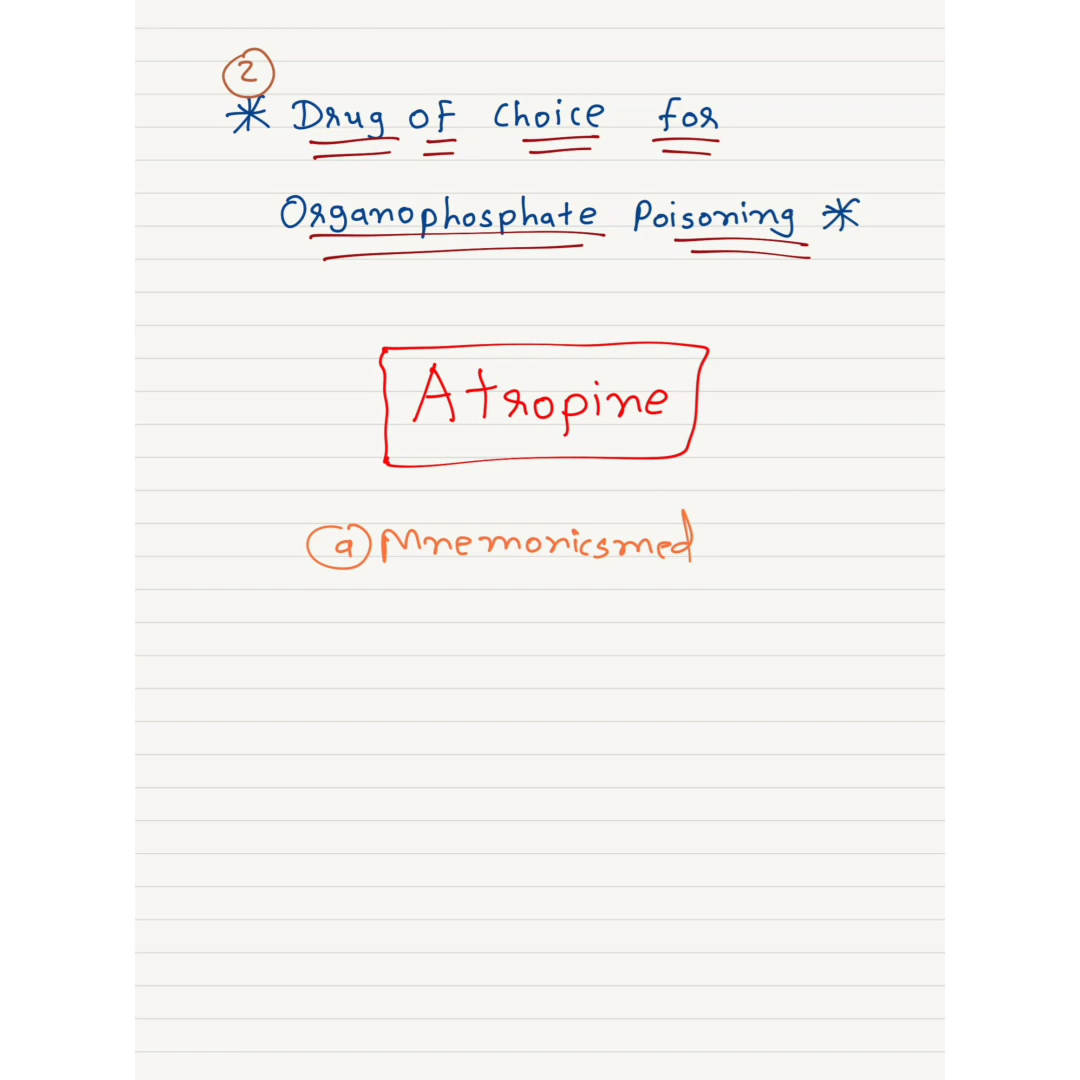 2
* Drug of Choice for
Organophosphate Poisoning *
Atropine
@Mnemonicsmed